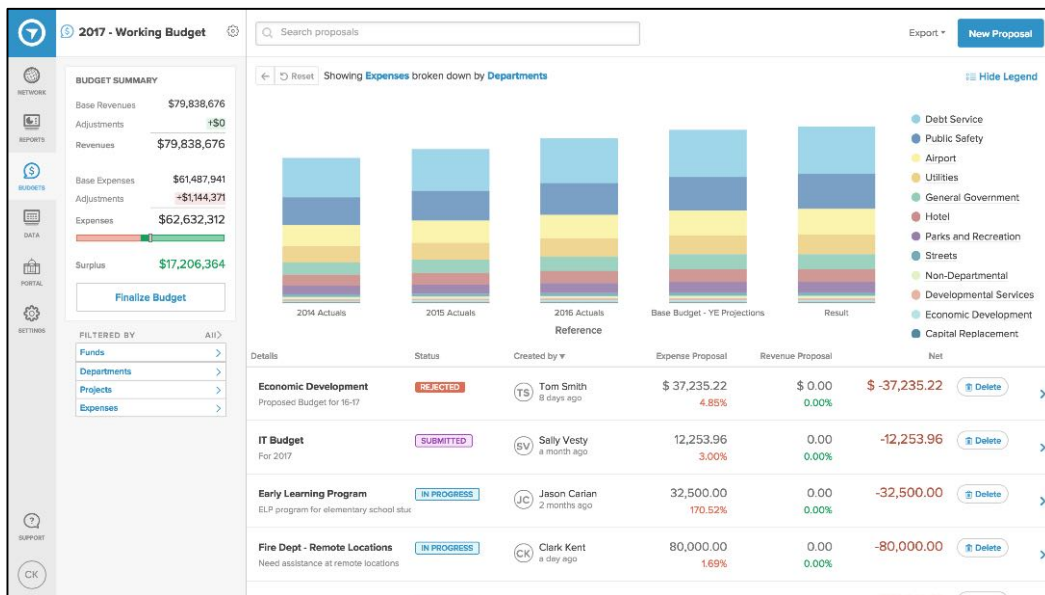 2017 - Working Budget
Search proposals
Export
New Proposal
NETWORK
REPORTS
BUDGETS
DATA
PORTAL
SETTINGS
SUPPORT
CK
BUDGET SUMMARY
Base Revenues $79,838,676
Adjustments +$0
Revenues $79,838,676
Base Expenses $61,487,941
Adjustments +$1,144,371
Expenses $62,632,312
Surplus $17,206,364
Finalize Budget
FILTERED BY All
Funds
Departments
Projects
Expenses
Reset Showing Expenses broken down by Departments
Hide Legend
Debt Service
Public Safety
Airport
Utilities
General Government
Hotel
Parks and Recreation
Streets
Non-Departmental
Developmental Services
Economic Development
Capital Replacement
2014 Actuals 2015 Actuals 2016 Actuals Base Budget - YE Projections Result
Reference
Details Status Created by Expense Proposal Revenue Proposal Net
Economic Development REJECTED TS Tom Smith $ 37,235.22 $ 0.00 $ -37,235.22 Delete
Proposed Budget for 16-17 8 days ago 4.85% 0.00%
IT Budget SUBMITTED SV Sally Vesty 12,253.96 0.00 -12,253.96 Delete
For 2017 a month ago 3.00% 0.00%
Early Learning Program IN PROGRESS JC Jason Carian 32,500.00 0.00 -32,500.00 Delete
ELP program for elementary school stu 2 months ago 170.52% 0.00%
Fire Dept - Remote Locations IN PROGRESS CK Clark Kent 80,000.00 0.00 -80,000.00 Delete
Need assistance at remote locations a day ago 1.69% 0.00%